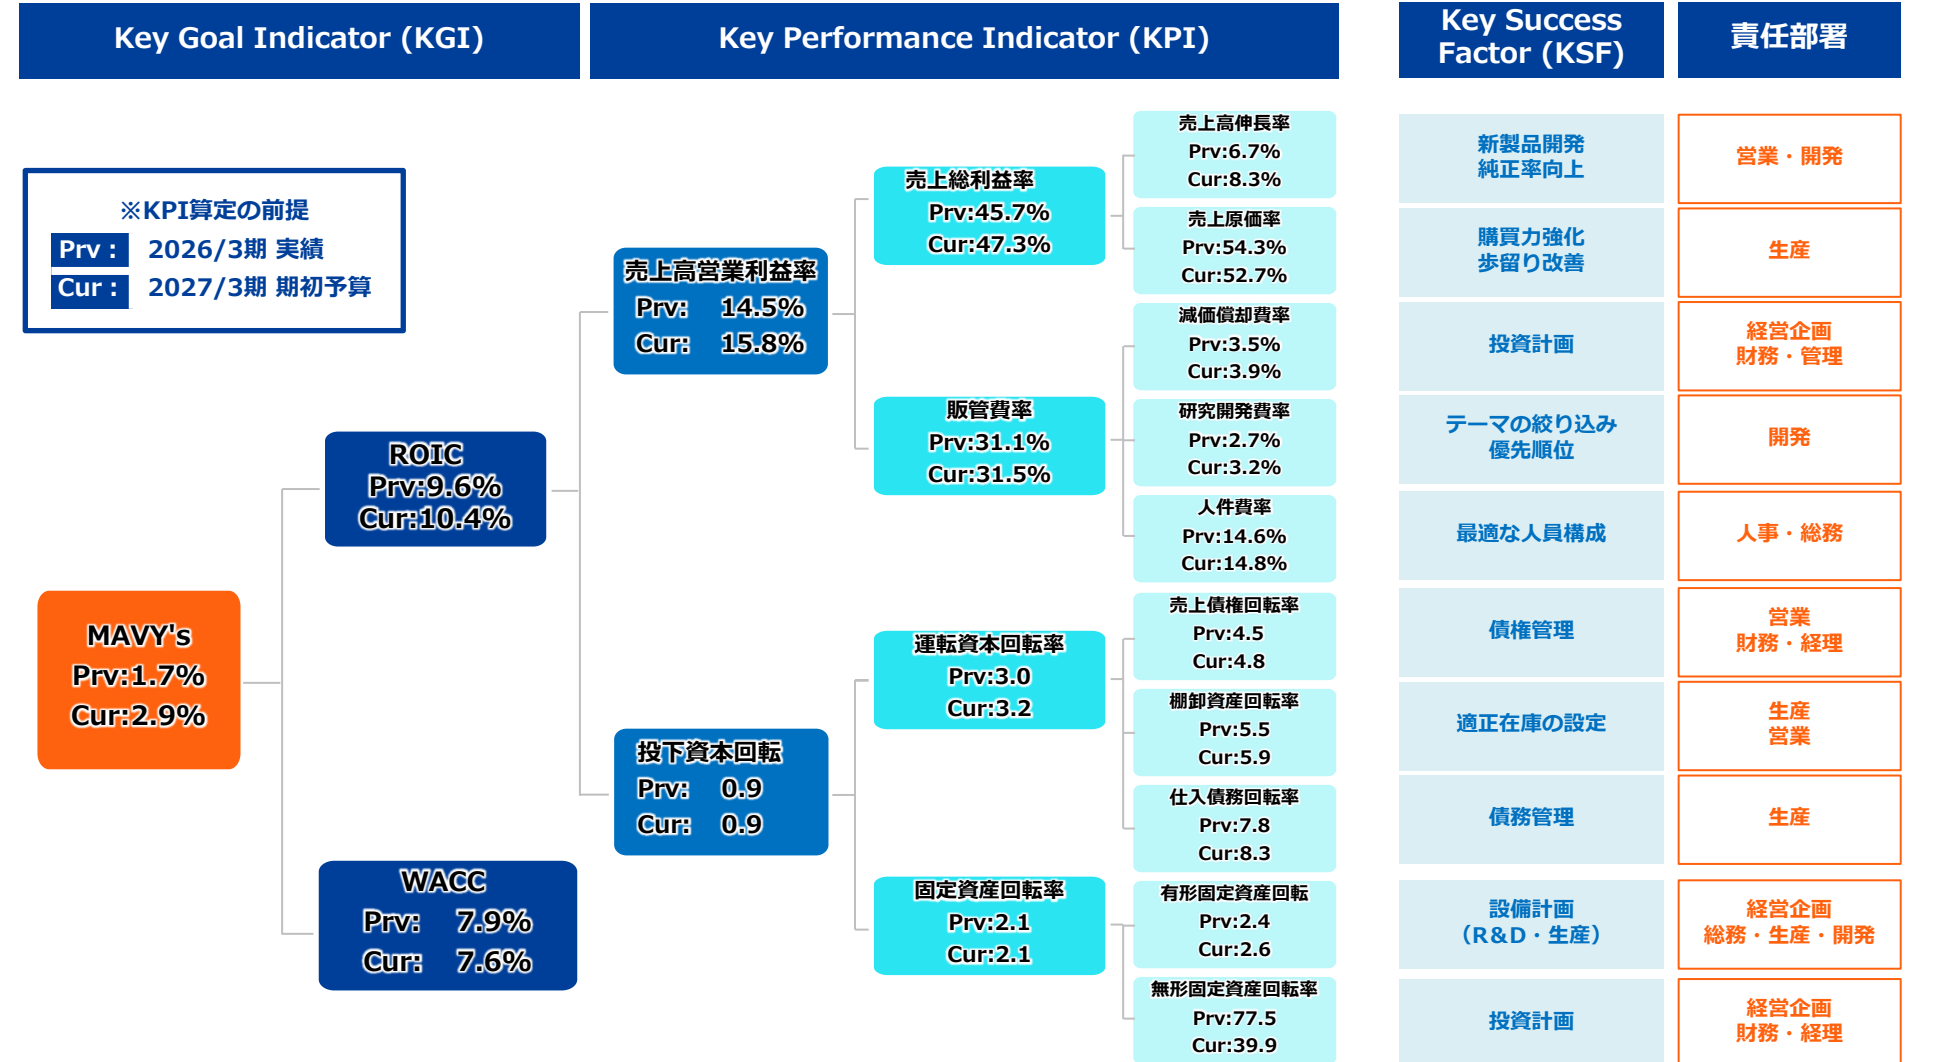 Key Goal Indicator (KGI)
Key Performance Indicator (KPI)
Key Success
Factor (KSF)
責任部署
※KPI算定の前提
Prv : 2026/3期 実績
Cur : 2027/3期 期初予算
MAVY's
Prv:1.7%
Cur:2.9%
ROIC
Prv:9.6%
Cur:10.4%
WACC
Prv: 7.9%
Cur: 7.6%
売上高営業利益率
Prv: 14.5%
Cur: 15.8%
投下資本回転
Prv: 0.9
Cur: 0.9
売上総利益率
Prv:45.7%
Cur:47.3%
販管費率
Prv:31.1%
Cur:31.5%
運転資本回転率
Prv:3.0
Cur:3.2
固定資産回転率
Prv:2.1
Cur:2.1
売上高伸長率
Prv:6.7%
Cur:8.3%
新製品開発
純正率向上
営業・開発
売上原価率
Prv:54.3%
Cur:52.7%
購買力強化
歩留り改善
生産
減価償却費率
Prv:3.5%
Cur:3.9%
投資計画
経営企画
財務・管理
研究開発費率
Prv:2.7%
Cur:3.2%
テーマの絞り込み
優先順位
開発
人件費率
Prv:14.6%
Cur:14.8%
最適な人員構成
人事・総務
売上債権回転率
Prv:4.5
Cur:4.8
債権管理
営業
財務・経理
棚卸資産回転率
Prv:5.5
Cur:5.9
適正在庫の設定
生産
営業
仕入債務回転率
Prv:7.8
Cur:8.3
債務管理
生産
有形固定資産回転
Prv:2.4
Cur:2.6
設備計画
（R&D・生産）
経営企画
総務・生産・開発
無形固定資産回転率
Prv:77.5
Cur:39.9
投資計画
経営企画
財務・経理